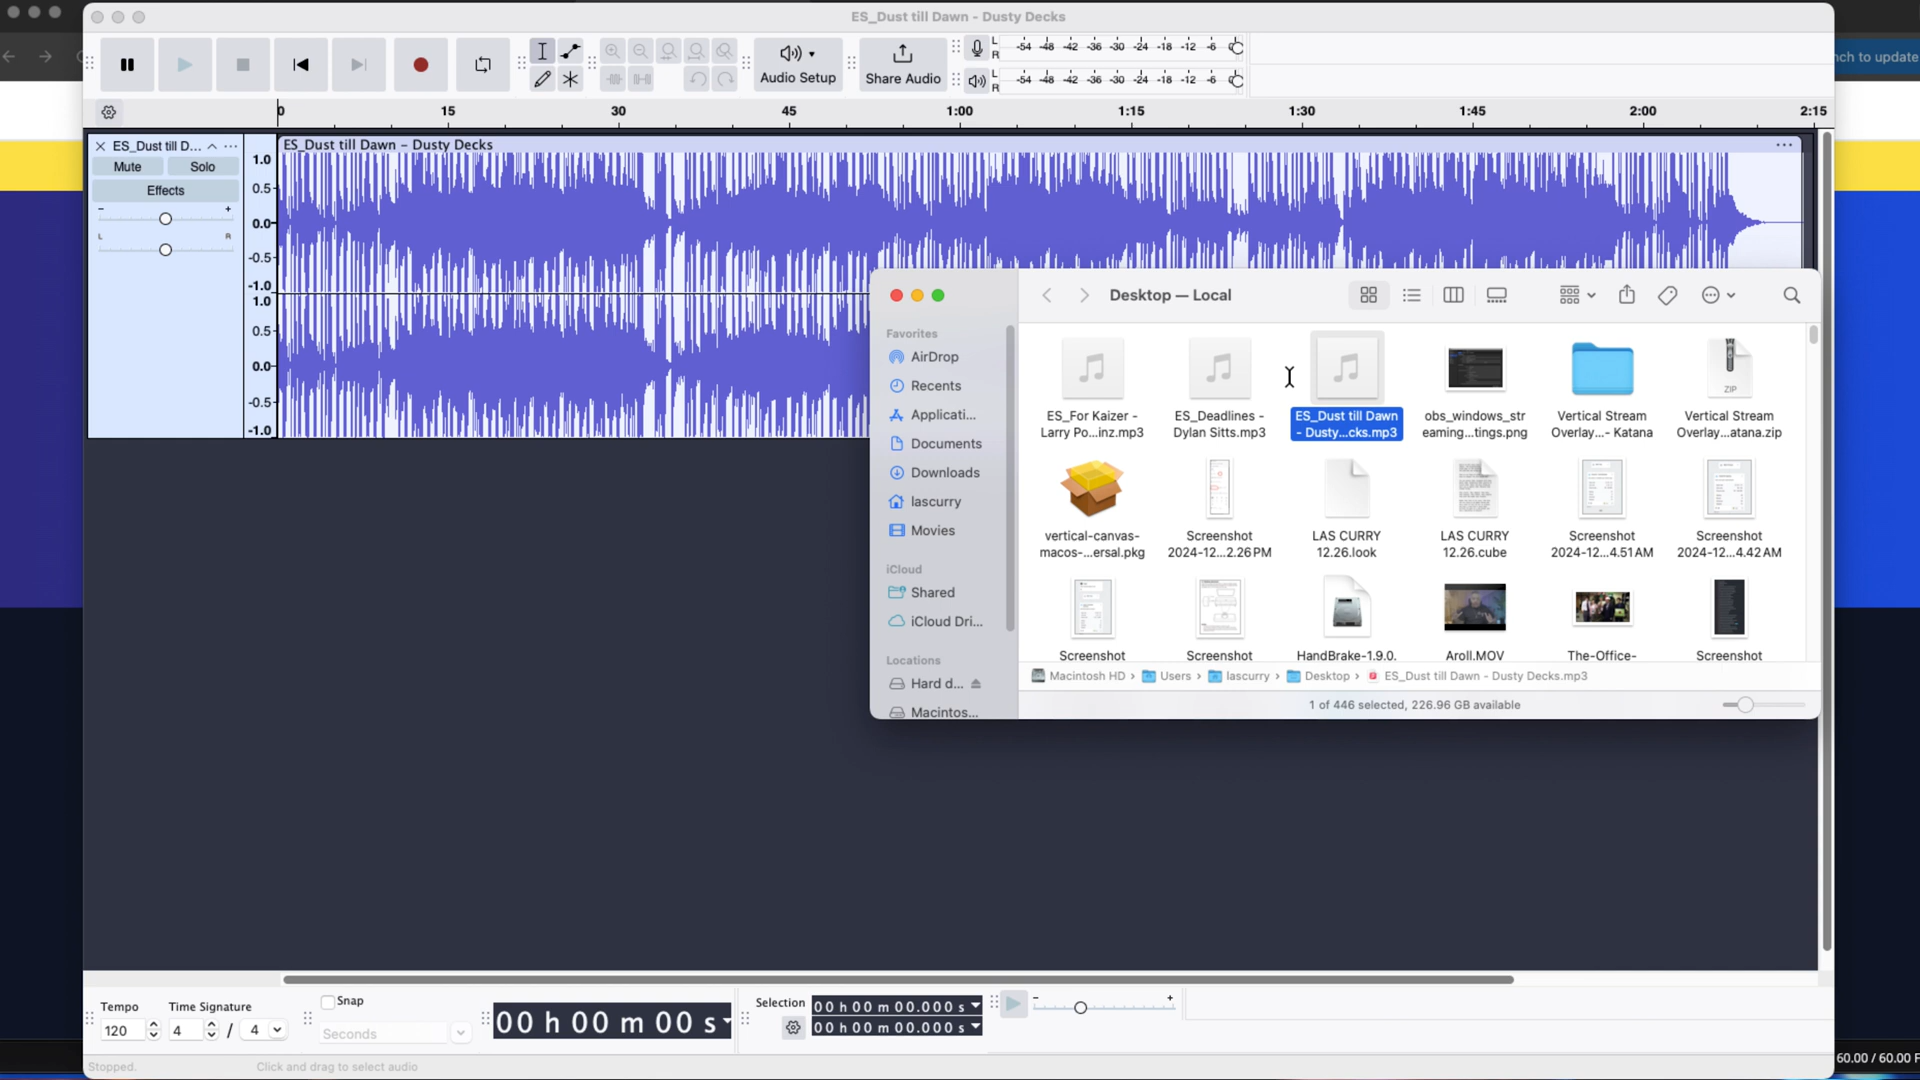 ES_Dust till Dawn - Dusty Decks
nch to update
Audio Setup
Share Audio
L
R
-54 -48 -42 -36 -30 -24 -18 -12 -6
L
R
-54 -48 -42 -36 -30 -24 -18 -12 -6
0 15 30 45 1:00 1:15 1:30 1:45 2:00 2:15
ES_Dust till D...
Mute Solo
Effects
- +
L R
ES_Dust till Dawn – Dusty Decks
1.0
0.5
0.0
-0.5
-1.0
1.0
0.5
0.0
-0.5
-1.0
Desktop — Local
Favorites
AirDrop
Recents
Applicati...
Documents
Downloads
lascurry
Movies
iCloud
Shared
iCloud Dri...
Locations
Hard d...
Macintos...
ES_For Kaizer -
Larry Po...inz.mp3
ES_Deadlines -
Dylan Sitts.mp3
ES_Dust till Dawn
- Dusty...cks.mp3
obs_windows_str
eaming...tings.png
Vertical Stream
Overlay...- Katana
ZIP
Vertical Stream
Overlay...atana.zip
vertical-canvas-
macos-...ersal.pkg
Screenshot
2024-12...2.26 PM
LAS CURRY
12.26.look
LAS CURRY
12.26.cube
Screenshot
2024-12...4.51 AM
Screenshot
2024-12...4.42 AM
Screenshot
Screenshot
HandBrake-1.9.0.
Aroll.MOV
The-Office-
Screenshot
Macintosh HD › Users › lascurry › Desktop › ES_Dust till Dawn - Dusty Decks.mp3
1 of 446 selected, 226.96 GB available
Tempo
120
Time Signature
4 / 4
Snap
Seconds
00 h 00 m 00 s
Selection
00 h 00 m 00.000 s
00 h 00 m 00.000 s
- +
Stopped.
Click and drag to select audio
60.00 / 60.00 F